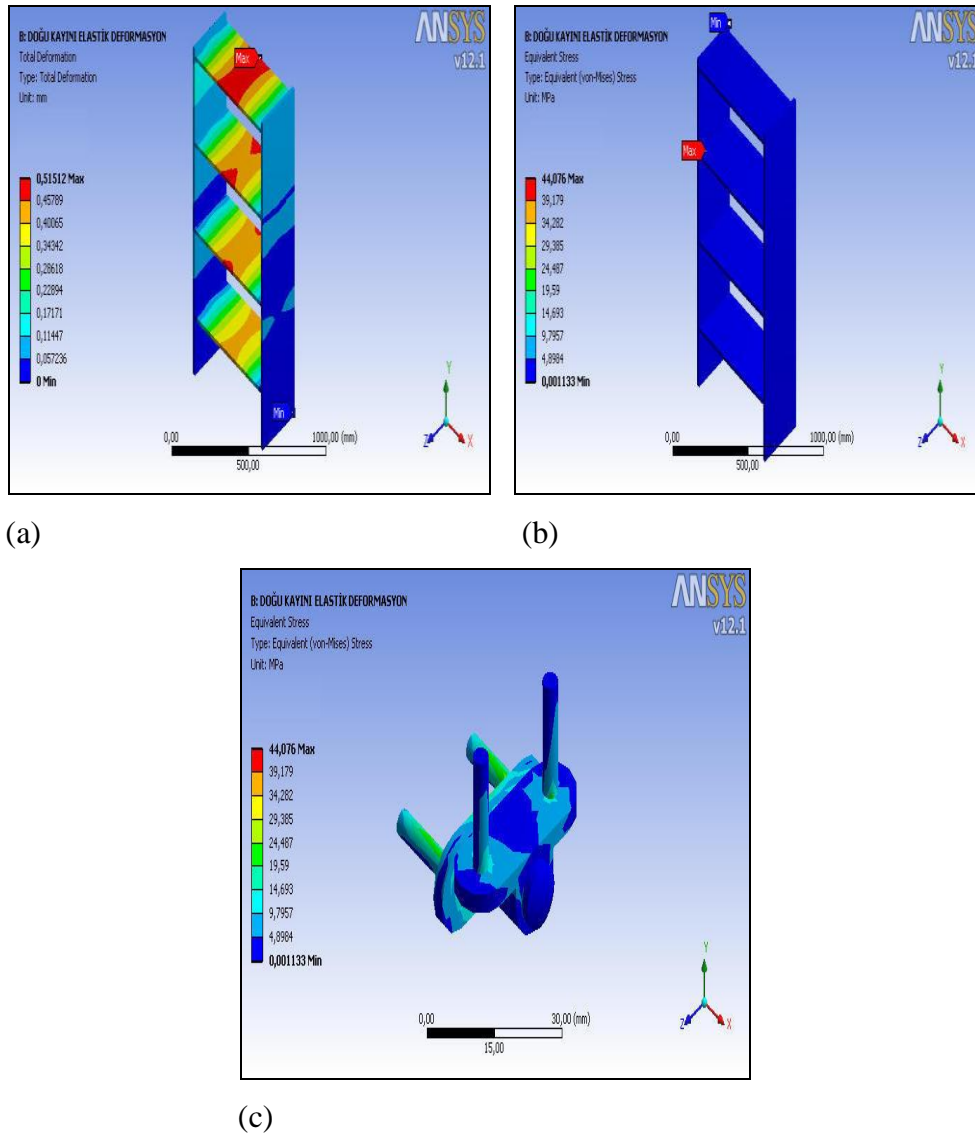 B: DOĞU KAYINI ELASTİK DEFORMASYON
Total Deformation
Type: Total Deformation
Unit: mm
ANSYS
v12.1
Max
0,51512 Max
0,45789
0,40065
0,34342
0,28618
0,22894
0,17171
0,11447
0,057236
0 Min
Min
Y
Z
X
0,00
1000,00 (mm)
500,00
(a)
B: DOĞU KAYINI ELASTİK DEFORMASYON
Equivalent Stress
Type: Equivalent (von-Mises) Stress
Unit: MPa
ANSYS
v12.1
Min
Max
44,076 Max
39,179
34,282
29,385
24,487
19,59
14,693
9,7957
4,8984
0,001133 Min
Y
Z
X
0,00
1000,00 (mm)
500,00
(b)
B: DOĞU KAYINI ELASTİK DEFORMASYON
Equivalent Stress
Type: Equivalent (von-Mises) Stress
Unit: MPa
ANSYS
v12.1
44,076 Max
39,179
34,282
29,385
24,487
19,59
14,693
9,7957
4,8984
0,001133 Min
Y
Z
X
0,00
30,00 (mm)
15,00
(c)